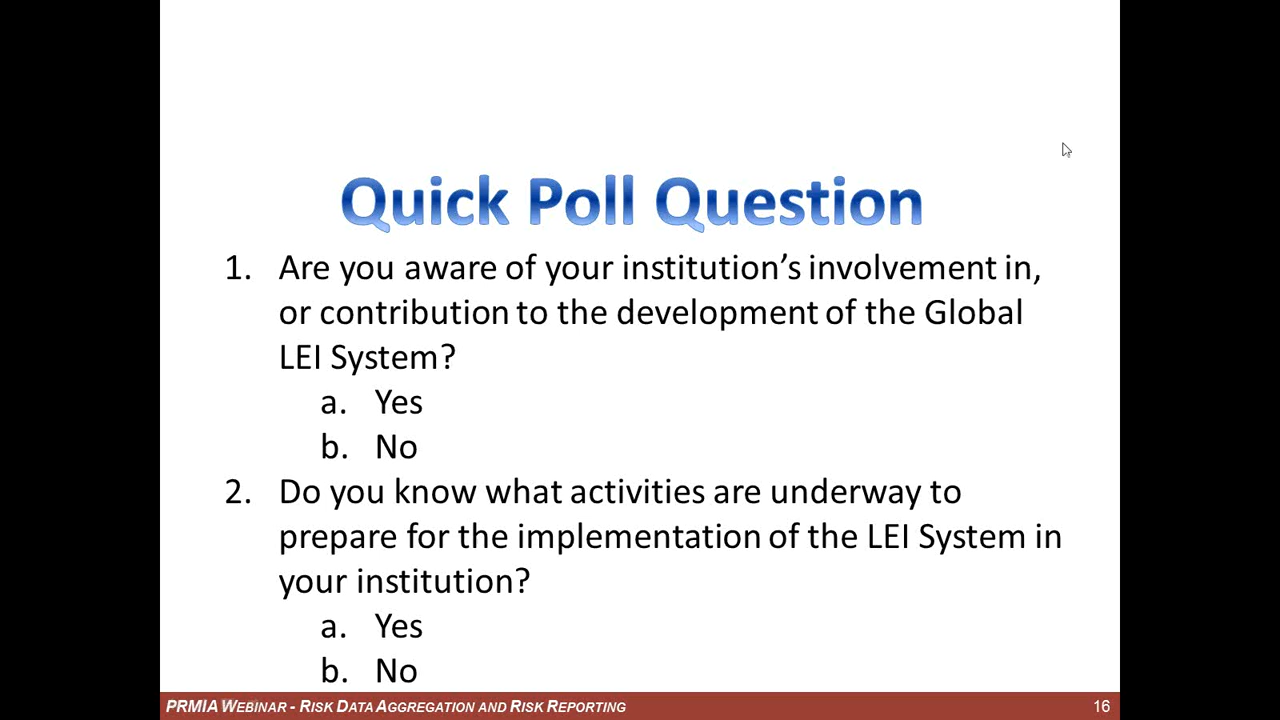 Quick Poll Question
1. Are you aware of your institution’s involvement in,
or contribution to the development of the Global
LEI System?
a. Yes
b. No
2. Do you know what activities are underway to
prepare for the implementation of the LEI System in
your institution?
a. Yes
b. No
PRMIA WEBINAR - RISK DATA AGGREGATION AND RISK REPORTING 16